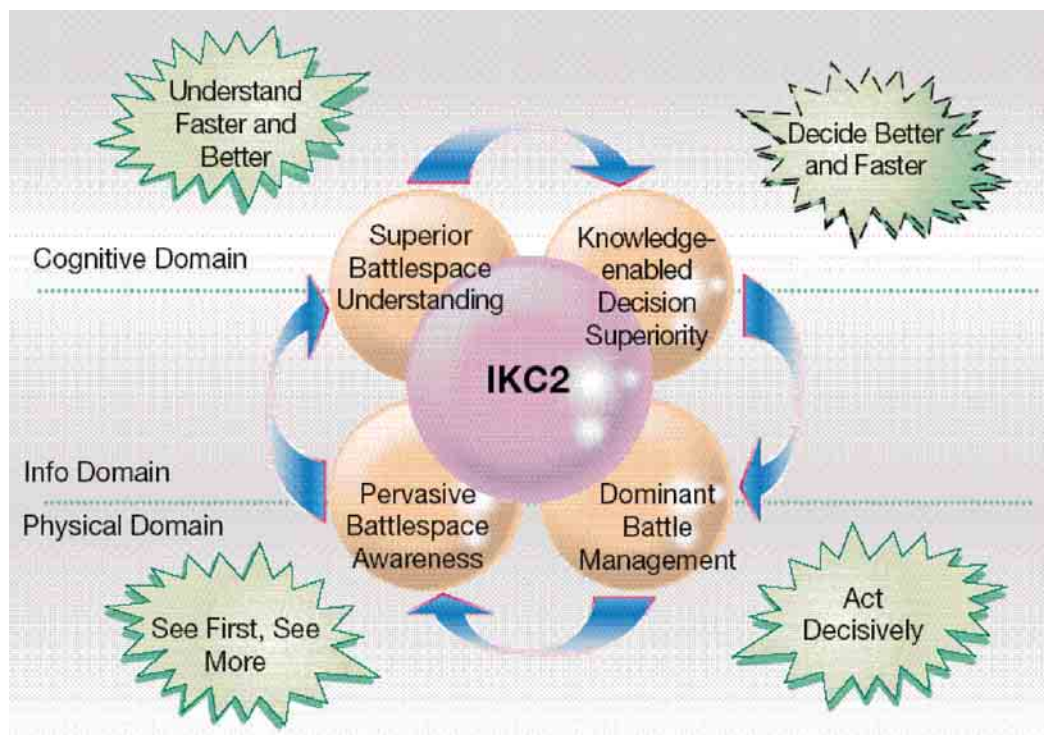 Understand
Faster and
Better
Decide Better
and Faster
Superior
Battlespace
Understanding
Knowledge-
enabled
Decision
Superiority
Cognitive Domain
IKC2
Info Domain
Physical Domain
Pervasive
Battlespace
Awareness
Dominant
Battle
Management
See First, See
More
Act
Decisively